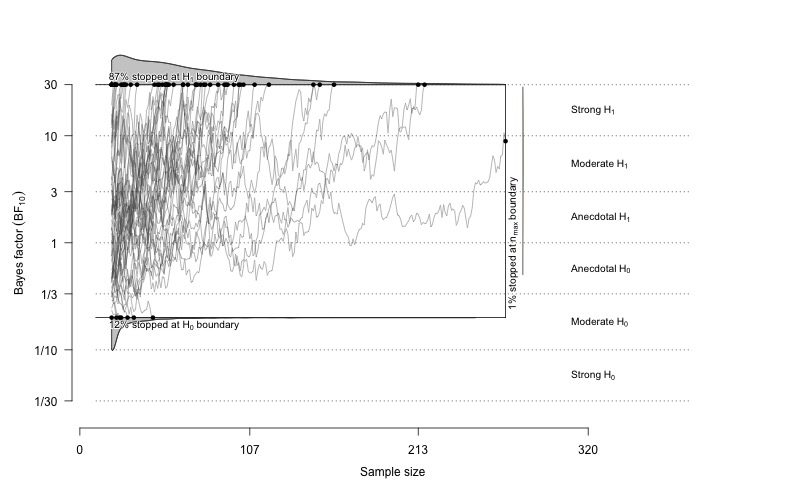 87% stopped at H₁ boundary
30
10
3
1
1/3
1/10
1/30
Bayes factor (BF₁₀)
Strong H₁
Moderate H₁
Anecdotal H₁
Anecdotal H₀
Moderate H₀
Strong H₀
1% stopped at nₘₐₓ boundary
12% stopped at H₀ boundary
0
107
213
320
Sample size